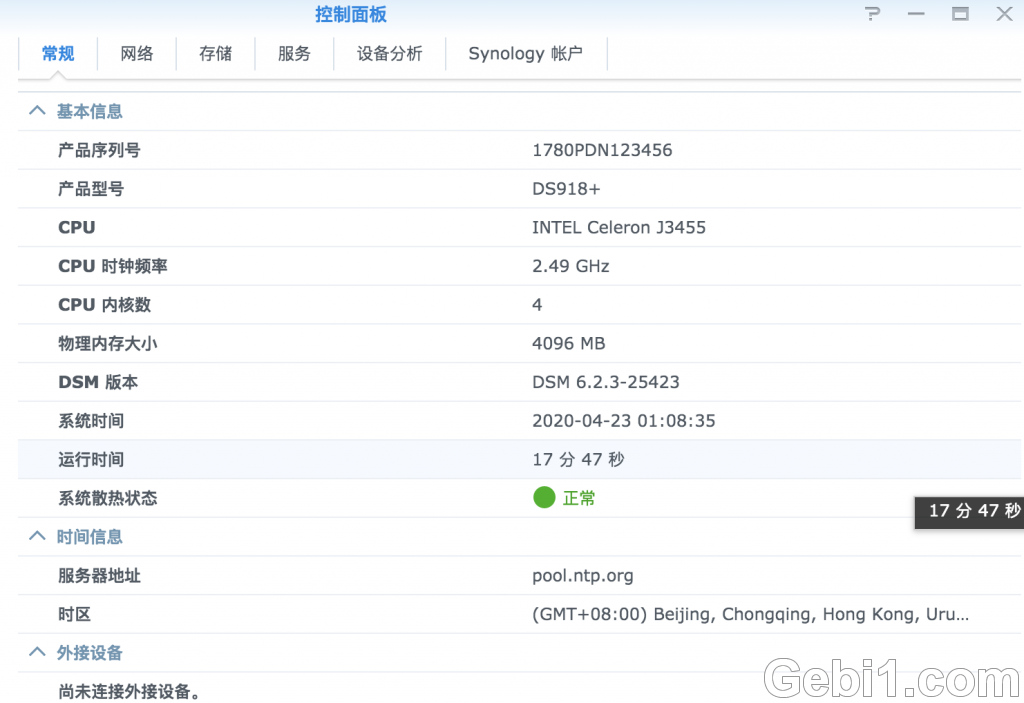 控制面板
常规 网络 存储 服务 设备分析 Synology 帐户
基本信息
产品序列号 1780PDN123456
产品型号 DS918+
CPU INTEL Celeron J3455
CPU 时钟频率 2.49 GHz
CPU 内核数 4
物理内存大小 4096 MB
DSM 版本 DSM 6.2.3-25423
系统时间 2020-04-23 01:08:35
运行时间 17 分 47 秒
系统散热状态 正常
17 分 47 秒
时间信息
服务器地址 pool.ntp.org
时区 (GMT+08:00) Beijing, Chongqing, Hong Kong, Uru...
外接设备
尚未连接外接设备。
Gebi1.com